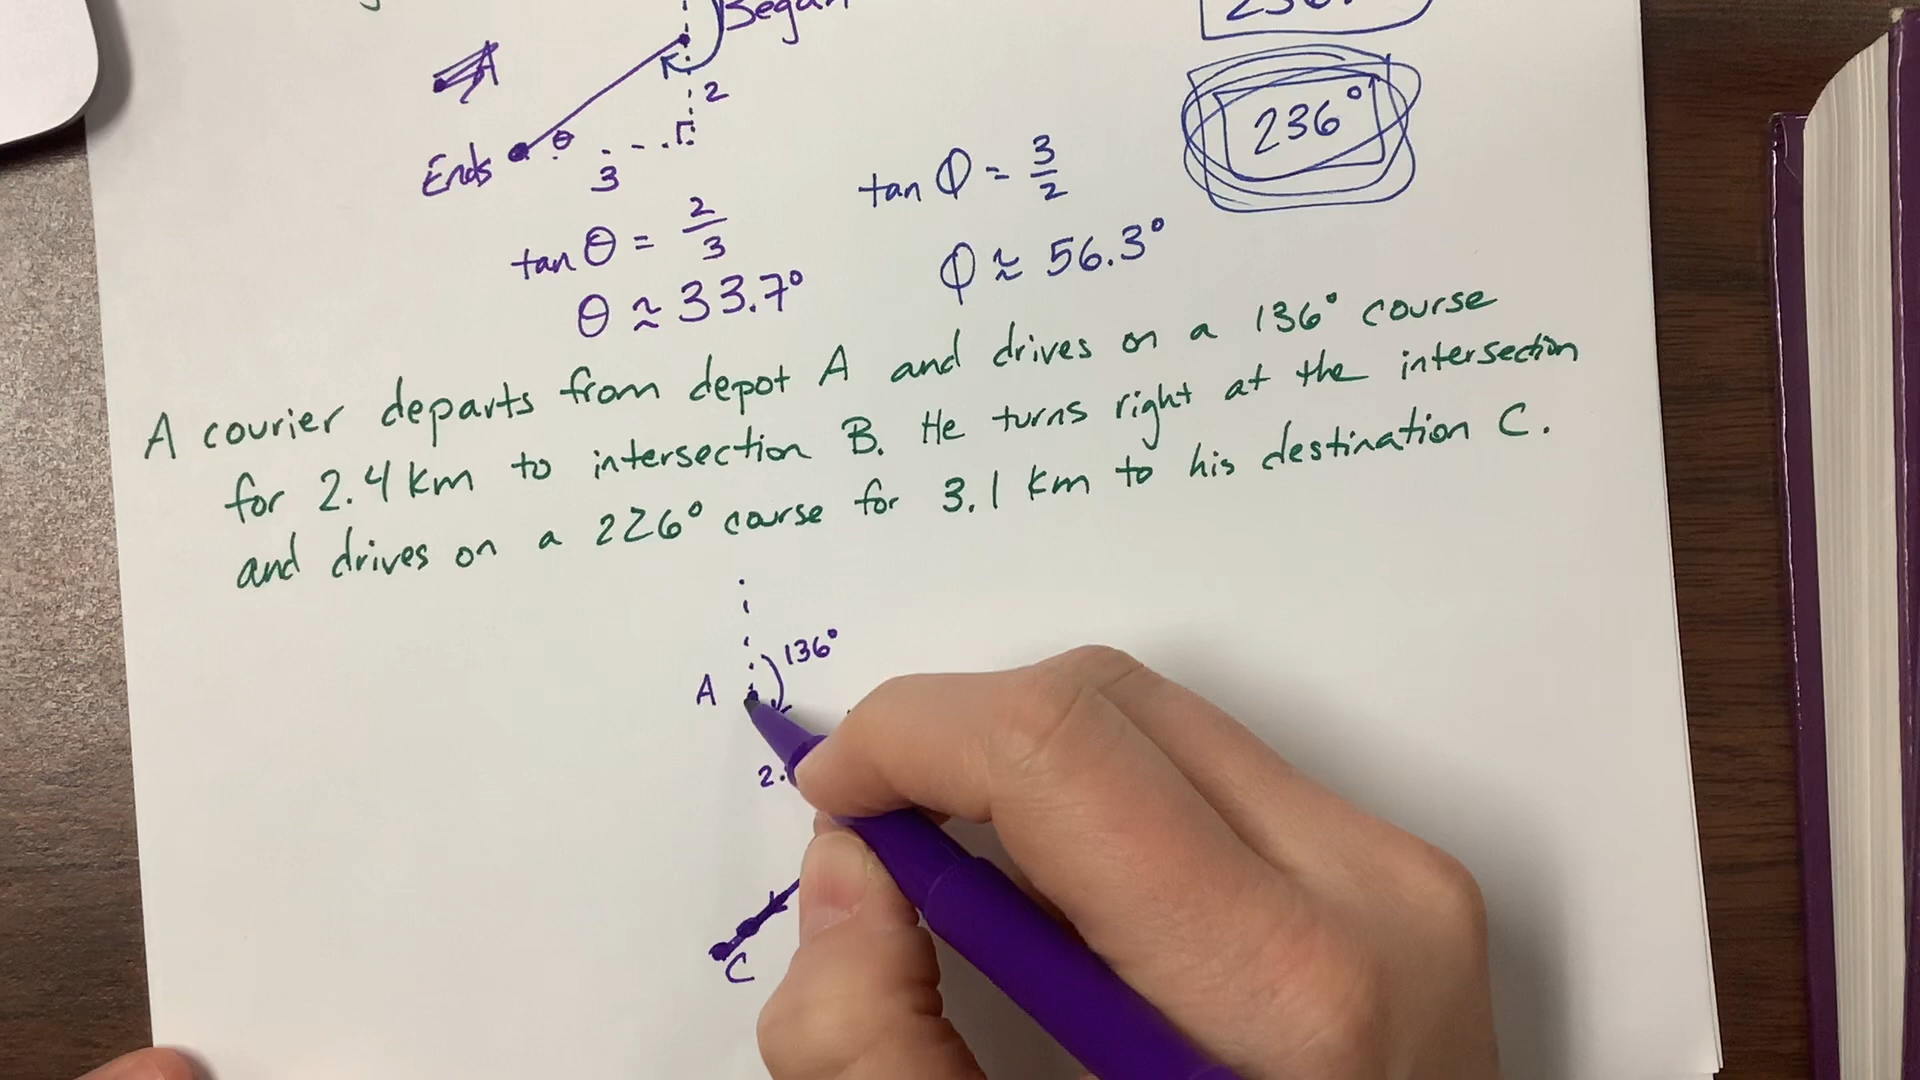 Began
2
Ends
θ
3
tan θ = 2/3
θ ≈ 33.7°
tan Φ = 3/2
Φ ≈ 56.3°
236°
A courier departs from depot A and drives on a 136° course
for 2.4 km to intersection B. He turns right at the intersection
and drives on a 226° course for 3.1 km to his destination C.
136°
A
2.
C